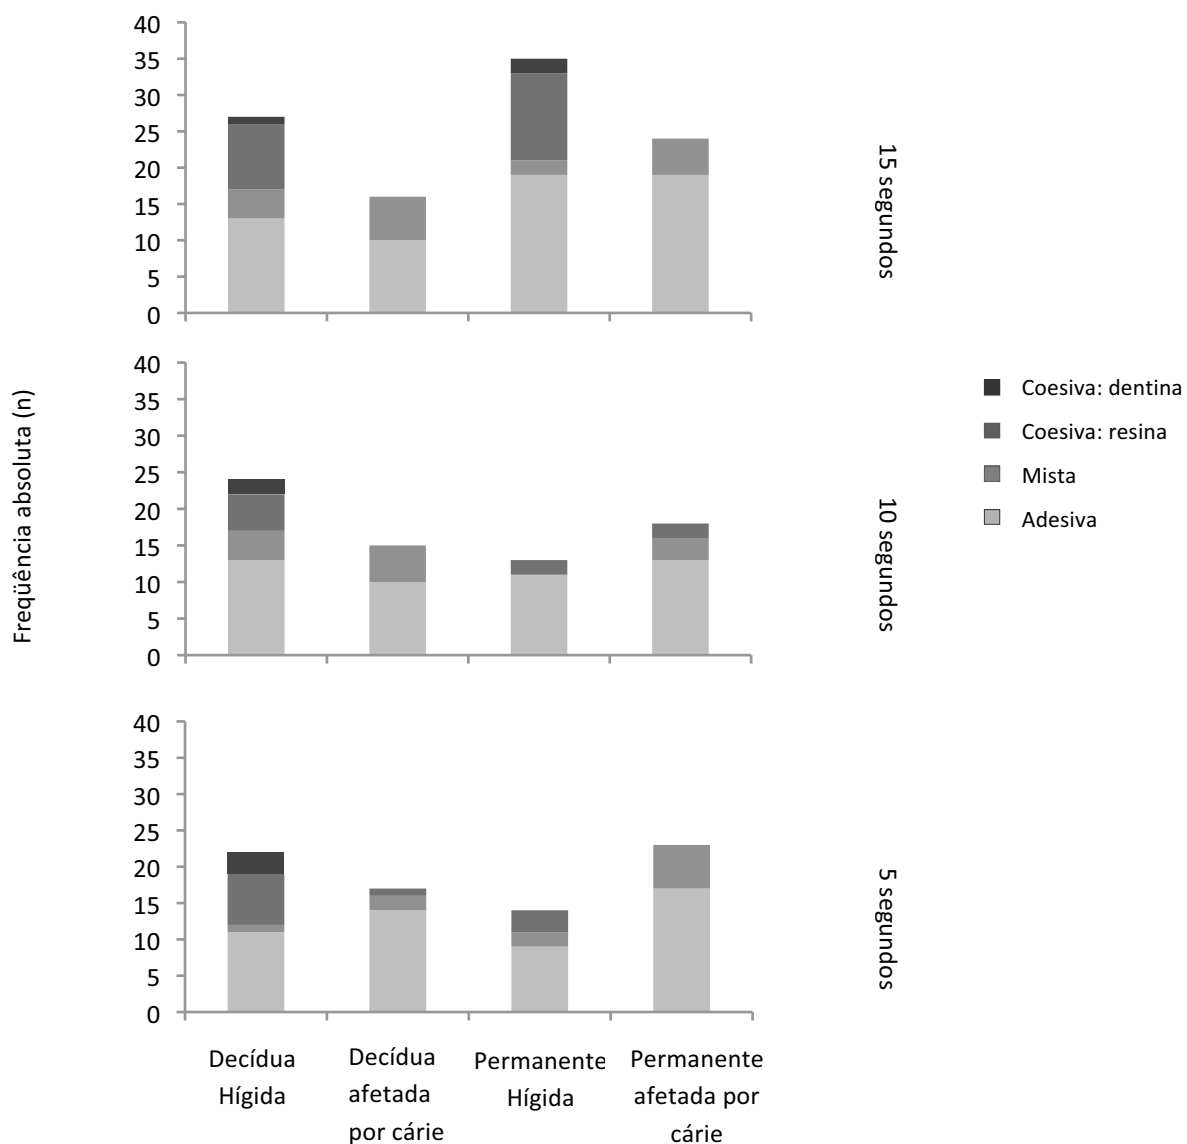 Freqüência absoluta (n)
40
35
30
25
20
15
10
5
0
15 segundos
40
35
30
25
20
15
10
5
0
10 segundos
40
35
30
25
20
15
10
5
0
5 segundos
Decídua
Hígida
Decídua
afetada
por cárie
Permanente
Hígida
Permanente
afetada por
cárie
Coesiva: dentina
Coesiva: resina
Mista
Adesiva